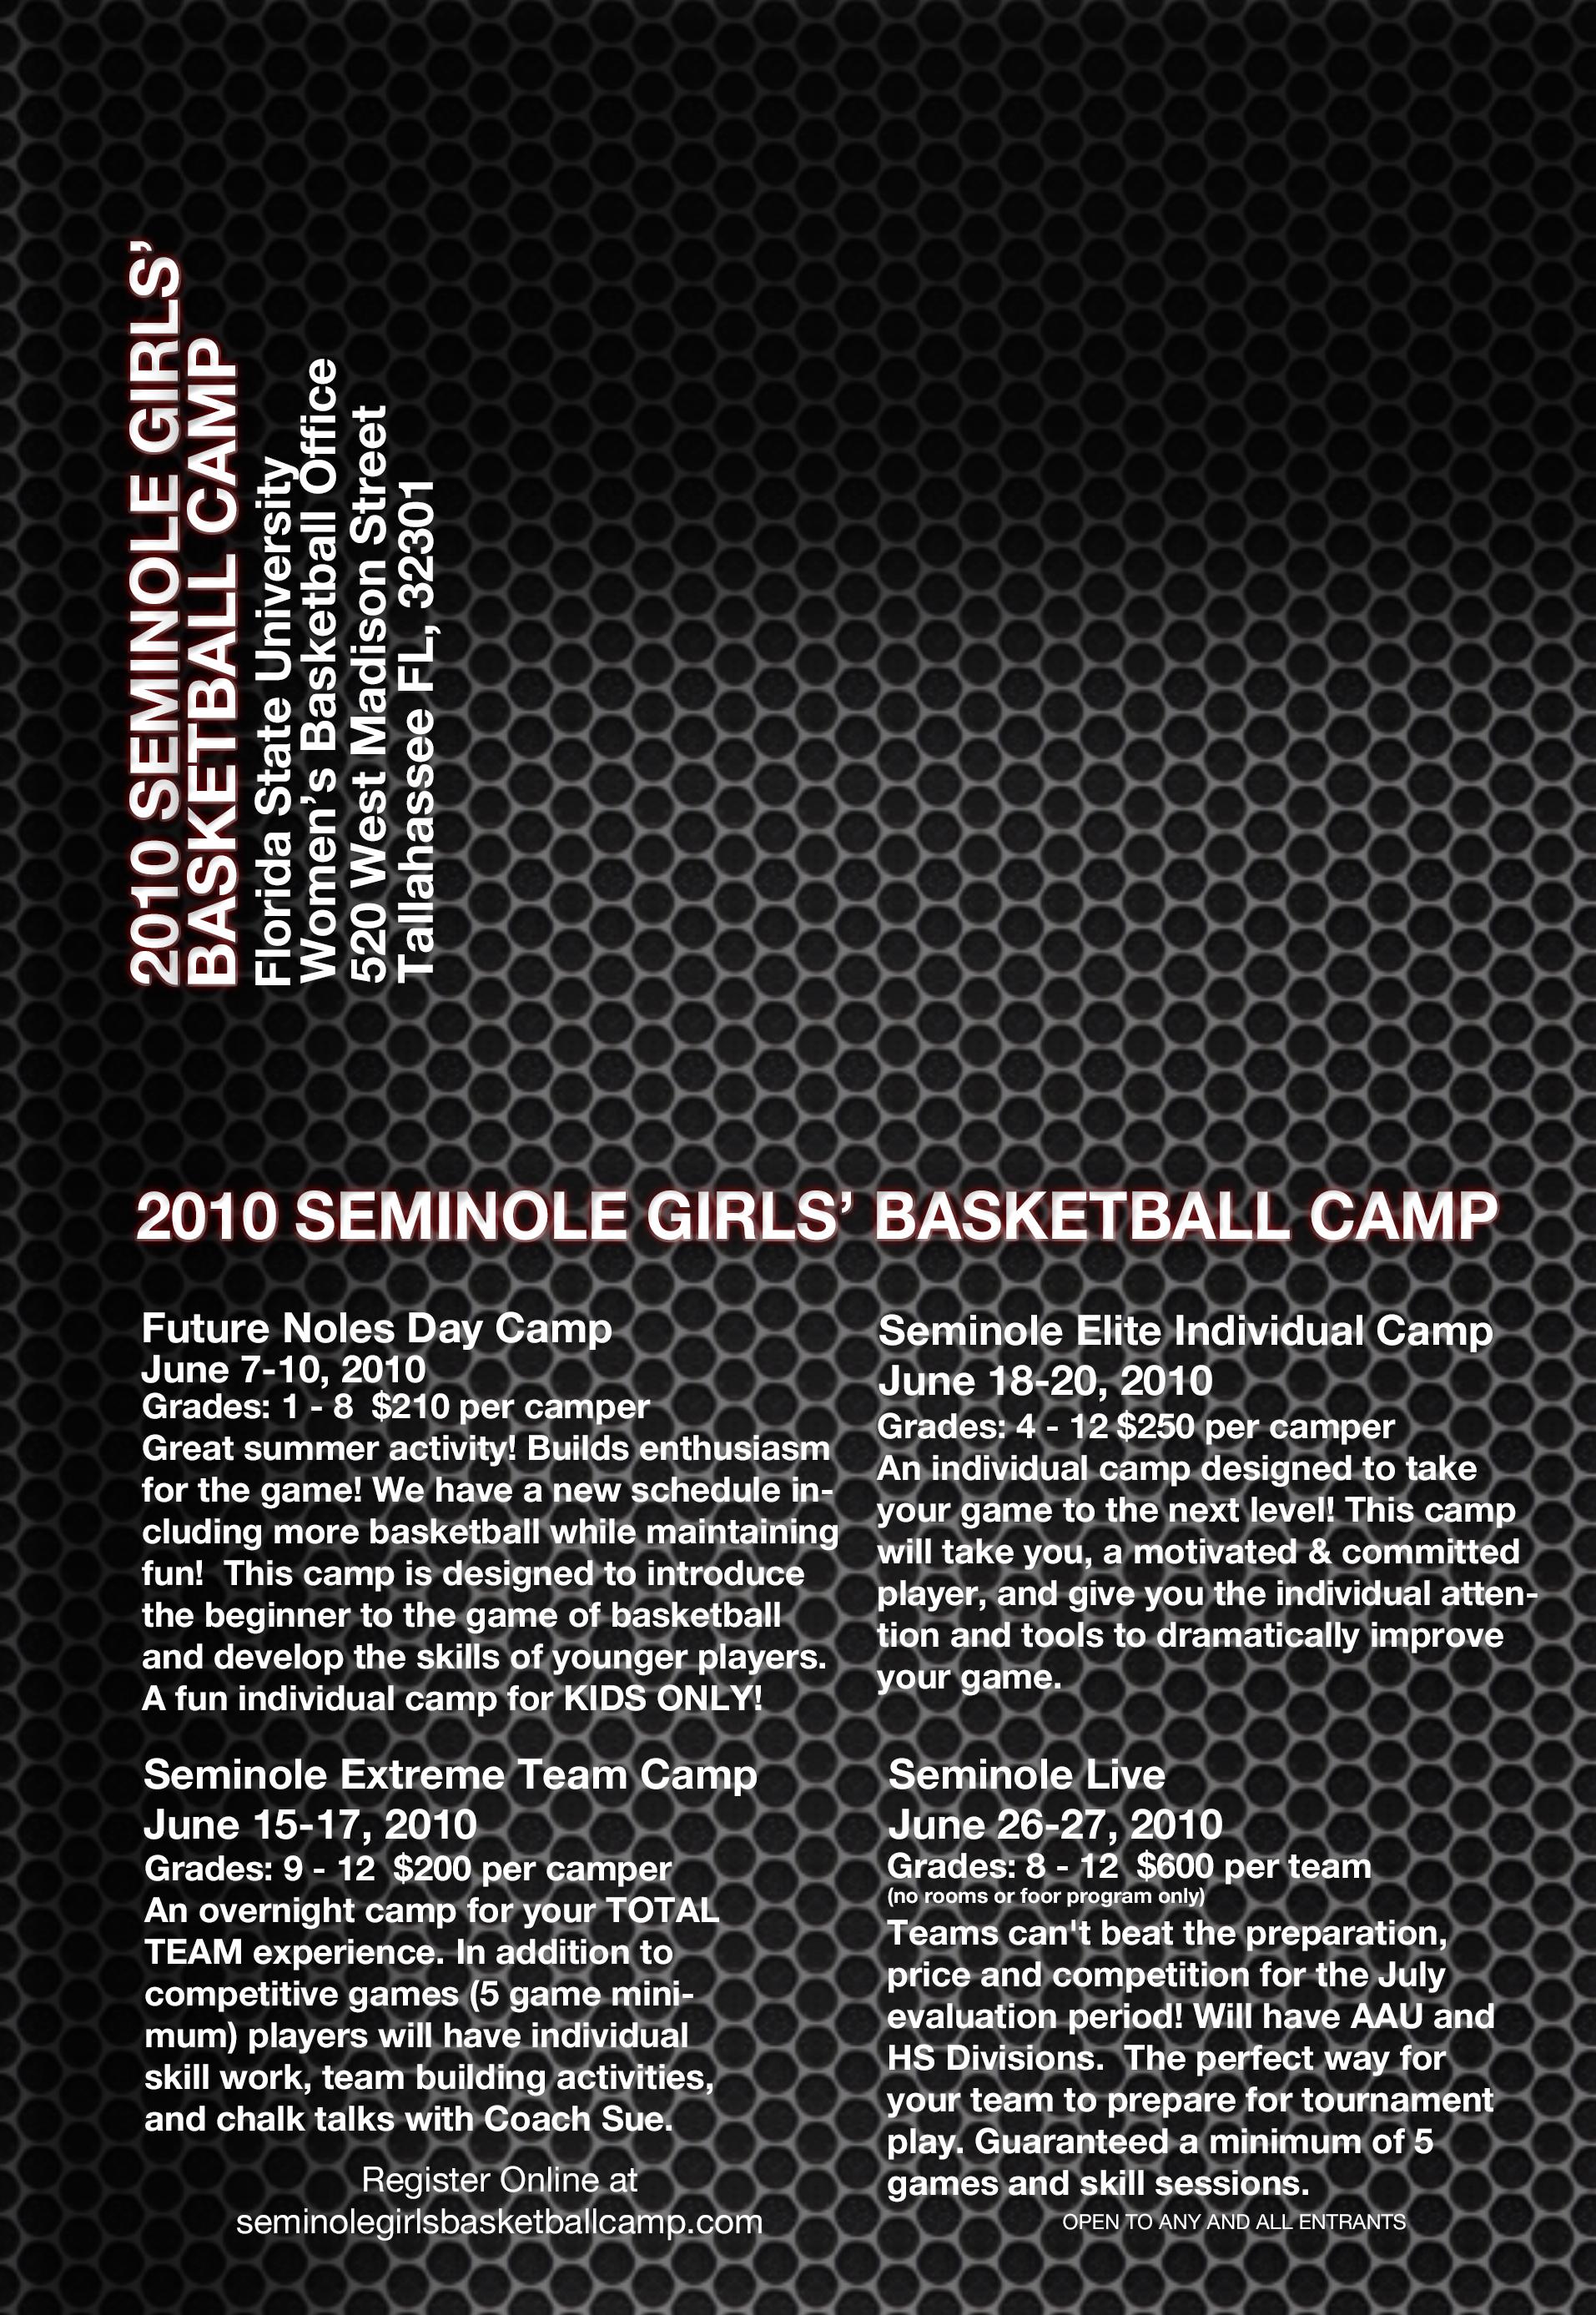 2010 SEMINOLE GIRLS’
BASKETBALL CAMP
Florida State University
Women’s Basketball Office
520 West Madison Street
Tallahassee FL, 32301
2010 SEMINOLE GIRLS’ BASKETBALL CAMP
Future Noles Day Camp
June 7-10, 2010
Grades: 1 - 8  $210 per camper
Great summer activity! Builds enthusiasm
for the game! We have a new schedule in-
cluding more basketball while maintaining
fun!  This camp is designed to introduce
the beginner to the game of basketball
and develop the skills of younger players.
A fun individual camp for KIDS ONLY!
Seminole Elite Individual Camp
June 18-20, 2010
Grades: 4 - 12 $250 per camper
An individual camp designed to take
your game to the next level! This camp
will take you, a motivated & committed
player, and give you the individual atten-
tion and tools to dramatically improve
your game.
Seminole Extreme Team Camp
June 15-17, 2010
Grades: 9 - 12  $200 per camper
An overnight camp for your TOTAL
TEAM experience. In addition to
competitive games (5 game mini-
mum) players will have individual
skill work, team building activities,
and chalk talks with Coach Sue.
Seminole Live
June 26-27, 2010
Grades: 8 - 12  $600 per team
(no rooms or foor program only)
Teams can't beat the preparation,
price and competition for the July
evaluation period! Will have AAU and
HS Divisions.  The perfect way for
your team to prepare for tournament
play. Guaranteed a minimum of 5
games and skill sessions.
Register Online at
seminolegirlsbasketballcamp.com
OPEN TO ANY AND ALL ENTRANTS